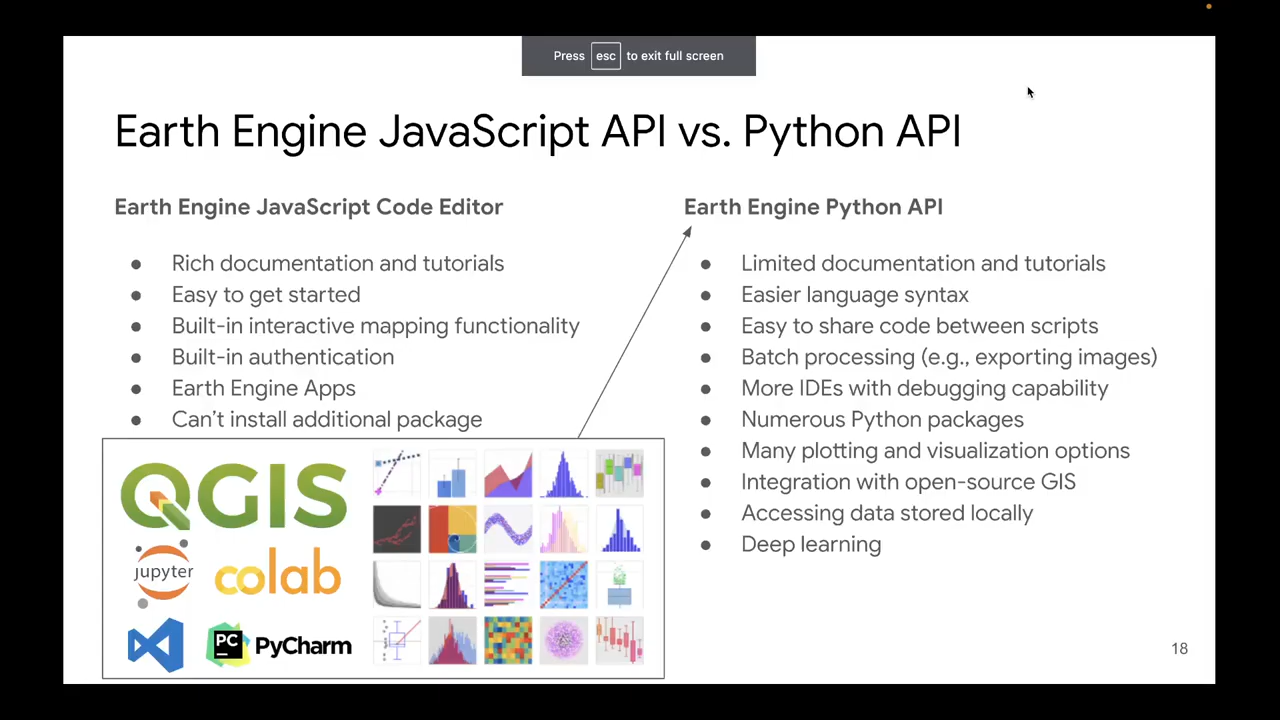 Press esc to exit full screen
Earth Engine JavaScript API vs. Python API
Earth Engine JavaScript Code Editor
● Rich documentation and tutorials
● Easy to get started
● Built-in interactive mapping functionality
● Built-in authentication
● Earth Engine Apps
● Can't install additional package
QGIS
jupyter
colab
PC
PyCharm
Earth Engine Python API
● Limited documentation and tutorials
● Easier language syntax
● Easy to share code between scripts
● Batch processing (e.g., exporting images)
● More IDEs with debugging capability
● Numerous Python packages
● Many plotting and visualization options
● Integration with open-source GIS
● Accessing data stored locally
● Deep learning
18